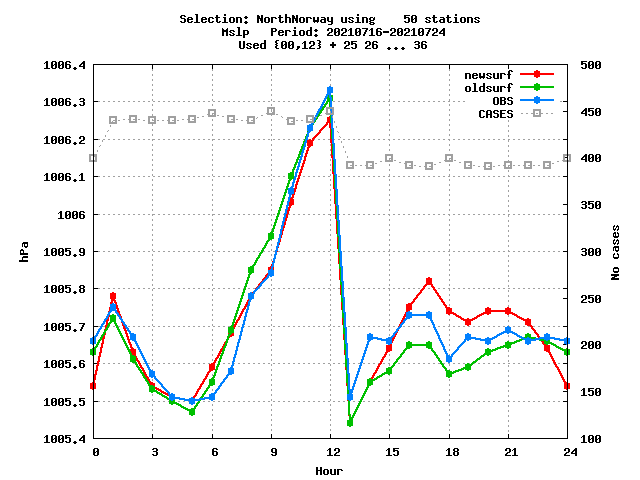 Selection: NorthNorway using    50 stations
Mslp   Period: 20210716-20210724
Used {00,12} + 25 26 ... 36
1006.4
1006.3
1006.2
1006.1
1006
1005.9
1005.8
1005.7
1005.6
1005.5
1005.4
hPa
newsurf
oldsurf
OBS
CASES
500
450
400
350
300
250
200
150
100
No cases
0 3 6 9 12 15 18 21 24
Hour